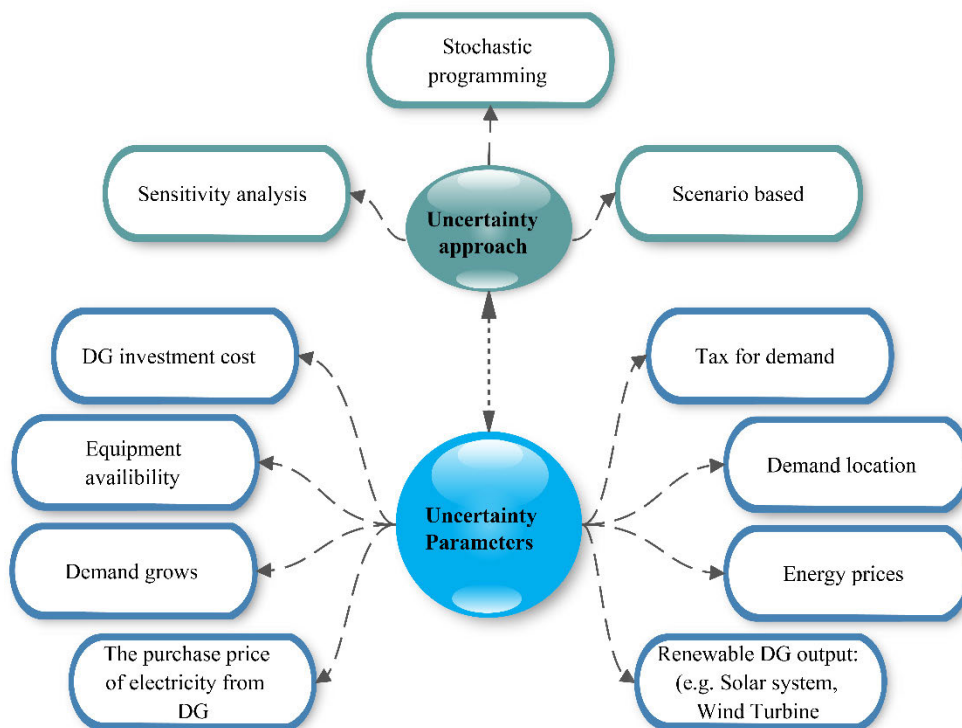 Stochastic
programming
Sensitivity analysis
Uncertainty
approach
Scenario based
DG investment cost
Tax for demand
Equipment
availibility
Demand location
Uncertainty
Parameters
Demand grows
Energy prices
The purchase price
of electricity from
DG
Renewable DG output:
(e.g. Solar system,
Wind Turbine